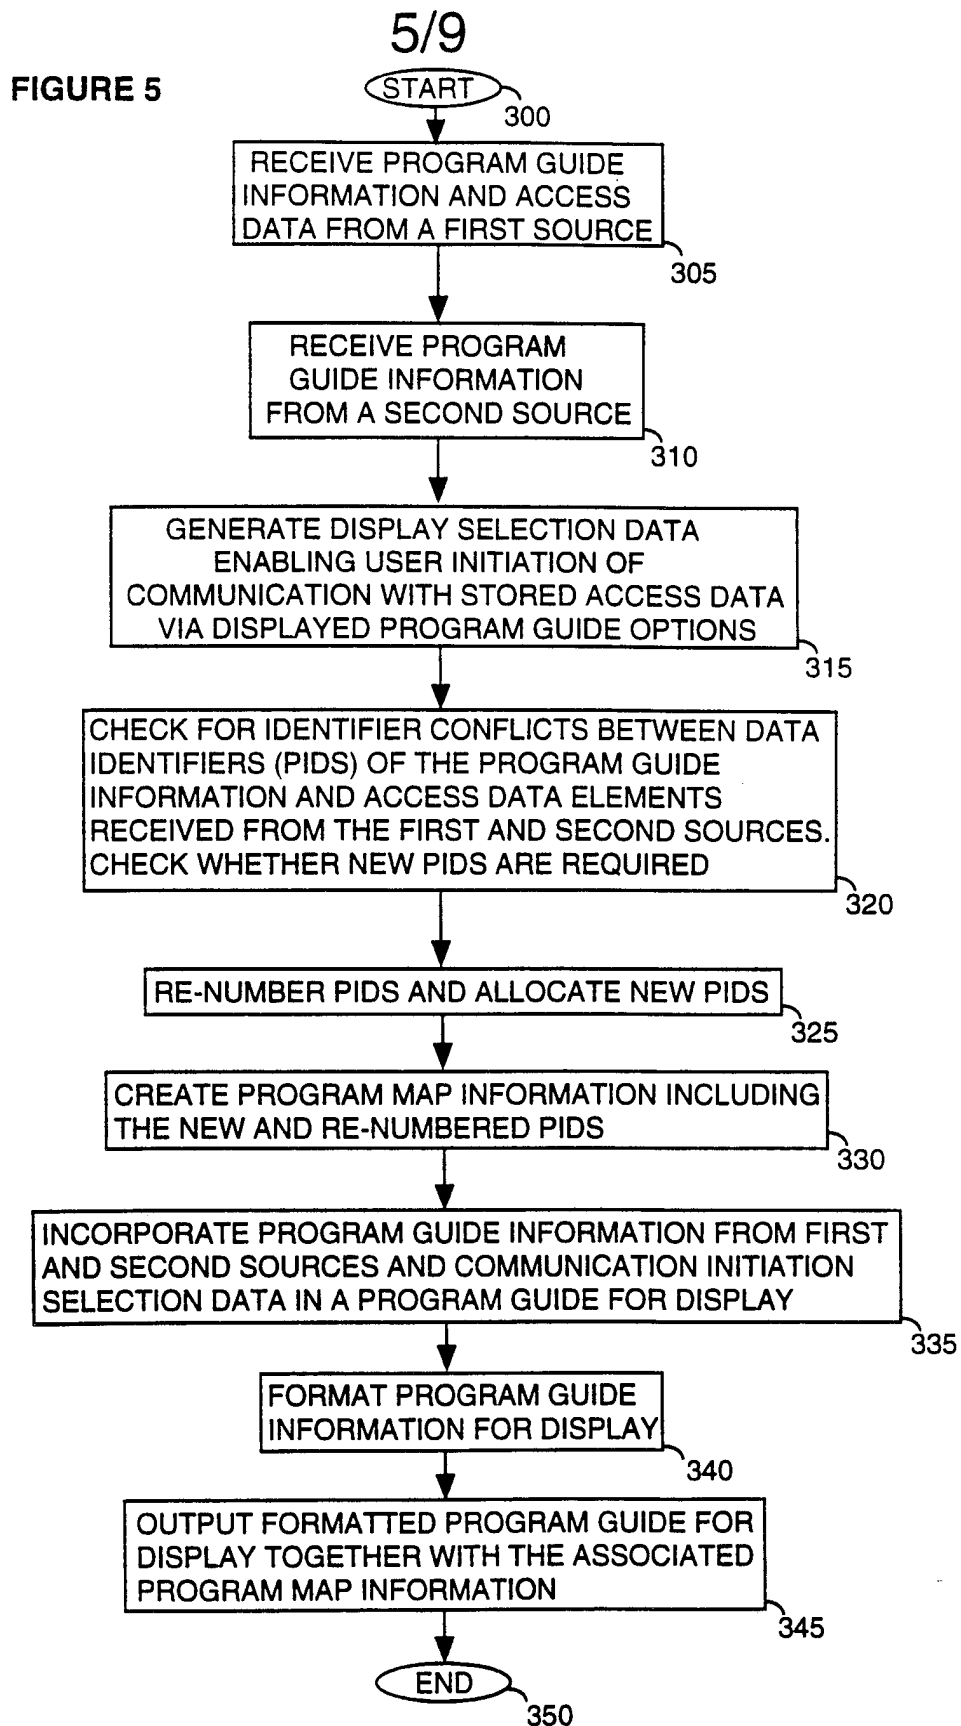 5/9
FIGURE 5
START
300
RECEIVE PROGRAM GUIDE
INFORMATION AND ACCESS
DATA FROM A FIRST SOURCE
305
RECEIVE PROGRAM
GUIDE INFORMATION
FROM A SECOND SOURCE
310
GENERATE DISPLAY SELECTION DATA
ENABLING USER INITIATION OF
COMMUNICATION WITH STORED ACCESS DATA
VIA DISPLAYED PROGRAM GUIDE OPTIONS
315
CHECK FOR IDENTIFIER CONFLICTS BETWEEN DATA
IDENTIFIERS (PIDS) OF THE PROGRAM GUIDE
INFORMATION AND ACCESS DATA ELEMENTS
RECEIVED FROM THE FIRST AND SECOND SOURCES.
CHECK WHETHER NEW PIDS ARE REQUIRED
320
RE-NUMBER PIDS AND ALLOCATE NEW PIDS
325
CREATE PROGRAM MAP INFORMATION INCLUDING
THE NEW AND RE-NUMBERED PIDS
330
INCORPORATE PROGRAM GUIDE INFORMATION FROM FIRST
AND SECOND SOURCES AND COMMUNICATION INITIATION
SELECTION DATA IN A PROGRAM GUIDE FOR DISPLAY
335
FORMAT PROGRAM GUIDE
INFORMATION FOR DISPLAY
340
OUTPUT FORMATTED PROGRAM GUIDE FOR
DISPLAY TOGETHER WITH THE ASSOCIATED
PROGRAM MAP INFORMATION
345
END
350